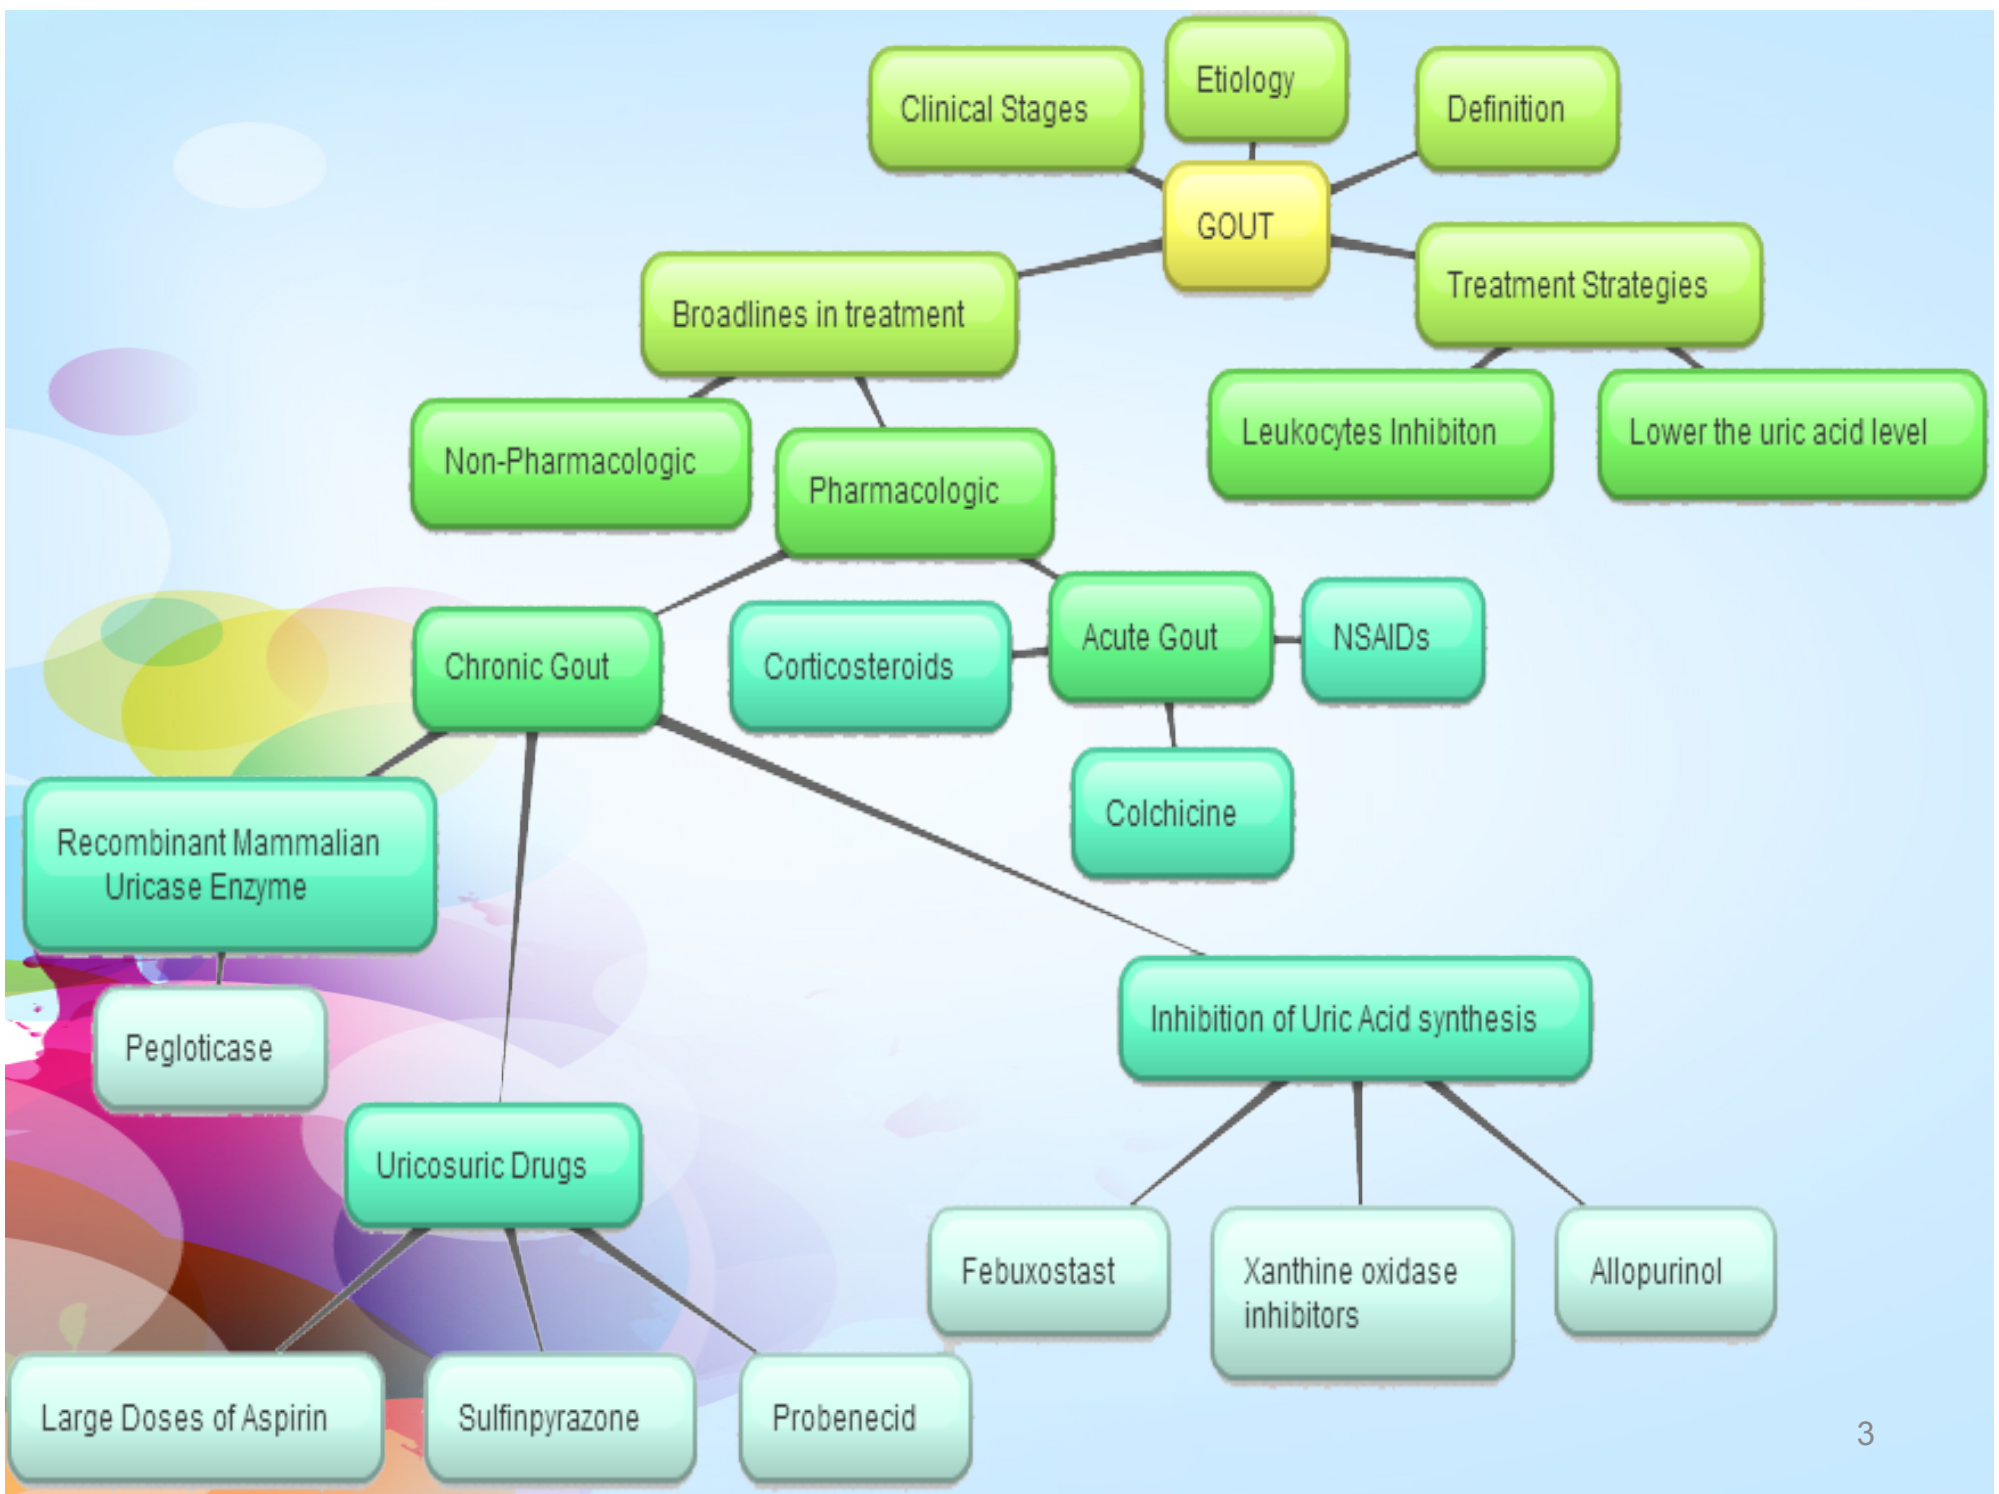 Etiology
Clinical Stages
Definition
GOUT
Treatment Strategies
Broadlines in treatment
Leukocytes Inhibiton
Lower the uric acid level
Non-Pharmacologic
Pharmacologic
Chronic Gout
Corticosteroids
Acute Gout
NSAIDs
Colchicine
Recombinant Mammalian
Uricase Enzyme
Inhibition of Uric Acid synthesis
Pegloticase
Uricosuric Drugs
Febuxostast
Xanthine oxidase
inhibitors
Allopurinol
Large Doses of Aspirin
Sulfinpyrazone
Probenecid
3